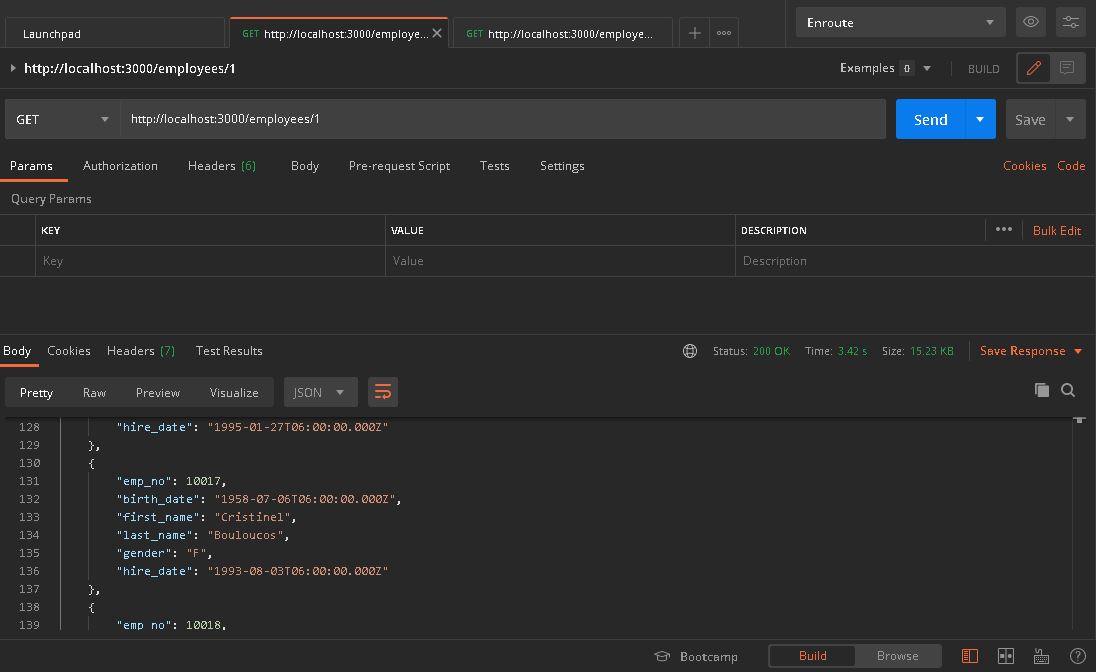 Launchpad
GET http://localhost:3000/employe...
GET http://localhost:3000/employe...
Enroute
http://localhost:3000/employees/1
Examples 0
BUILD
GET
http://localhost:3000/employees/1
Send
Save
Params
Authorization
Headers (6)
Body
Pre-request Script
Tests
Settings
Cookies
Code
Query Params
KEY
VALUE
DESCRIPTION
Bulk Edit
Key
Value
Description
Body
Cookies
Headers (7)
Test Results
Status: 200 OK
Time: 3.42 s
Size: 15.23 KB
Save Response
Pretty
Raw
Preview
Visualize
JSON
128 "hire_date": "1995-01-27T06:00:00.000Z"
129 },
130 {
131 "emp_no": 10017,
132 "birth_date": "1958-07-06T06:00:00.000Z",
133 "first_name": "Cristinel",
134 "last_name": "Bouloucos",
135 "gender": "F",
136 "hire_date": "1993-08-03T06:00:00.000Z"
137 },
138 {
139 "emp_no": 10018,
Bootcamp
Build
Browse